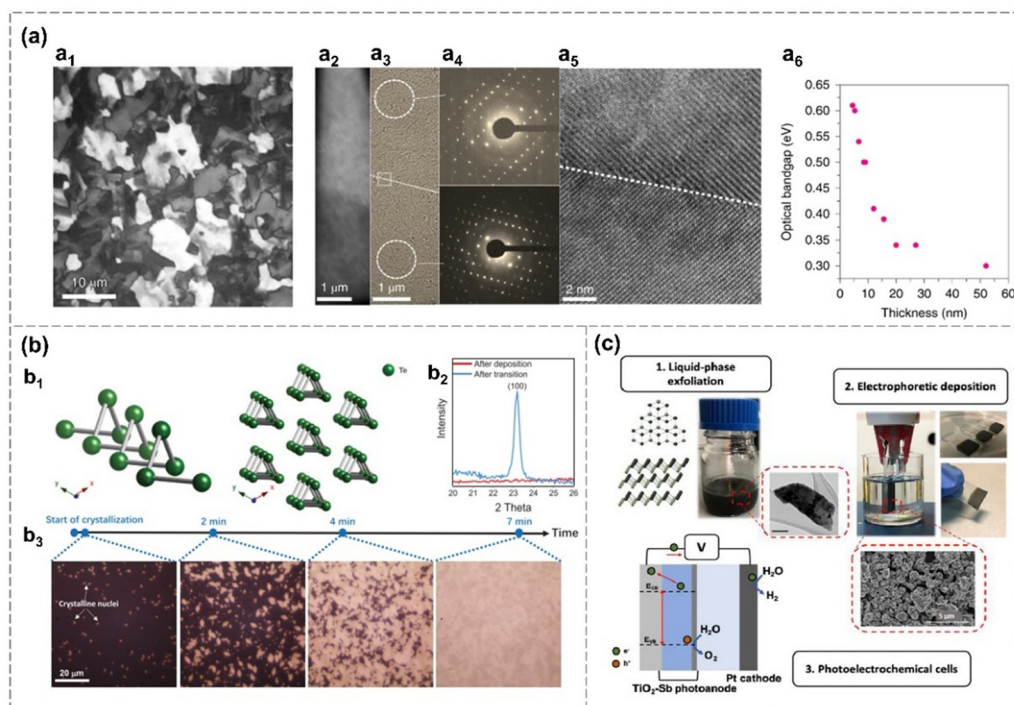 (a)
a1
a2
a3
a4
a5
a6
10 μm
1 μm
1 μm
2 nm
Optical bandgap (eV)
0.65
0.60
0.55
0.50
0.45
0.40
0.35
0.30
0 10 20 30 40 50 60
Thickness (nm)
(b)
b1
Te
y x
y x
b2
After deposition
After transition
(100)
Intensity
20 21 22 23 24 25 26
2 Theta
b3
Start of crystallization
2 min
4 min
7 min
Time
Crystalline nuclei
20 μm
(c)
1. Liquid-phase
exfoliation
2. Electrophoretic deposition
5 μm
V
ECB
EVB
H2O
H2
H2O
O2
e-
h+
Pt cathode
TiO2-Sb photoanode
3. Photoelectrochemical cells